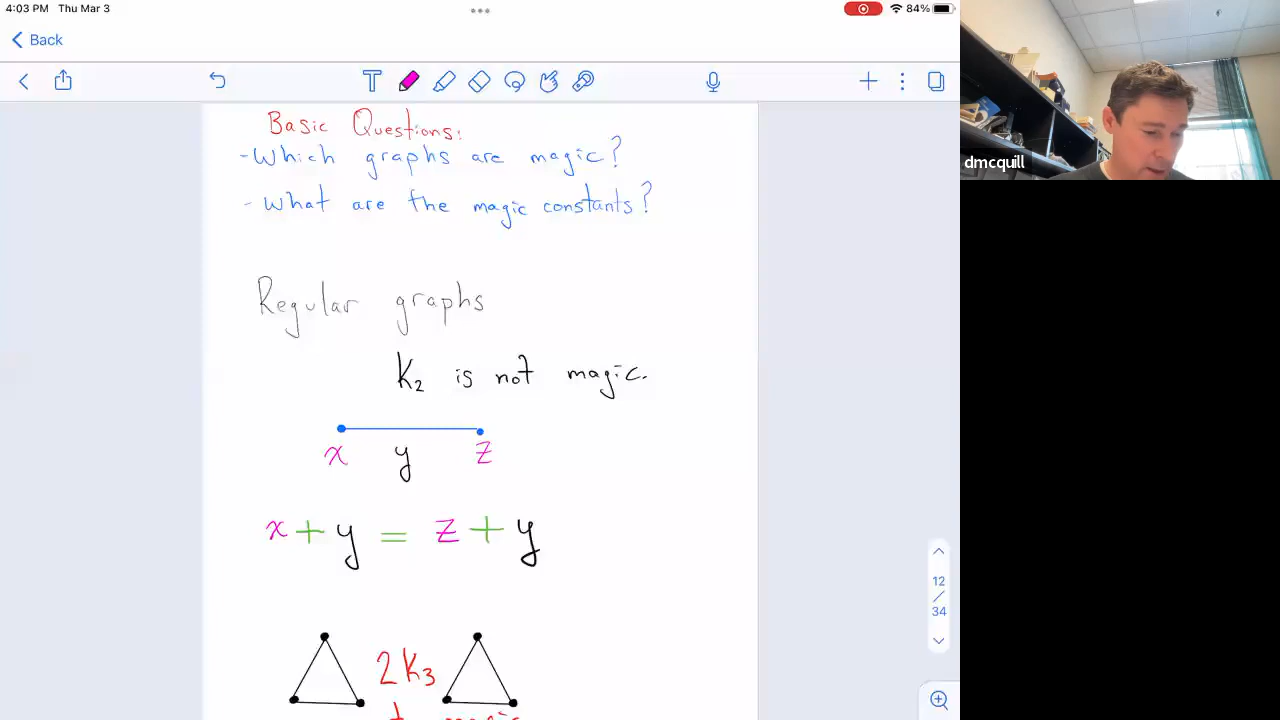 4:03 PM Thu Mar 3
84%
Back
T
Basic Questions:
- Which graphs are magic?
- What are the magic constants?
Regular graphs
K2 is not magic.
x y z
x + y = z + y
2K3
12
/
34
dmcquill